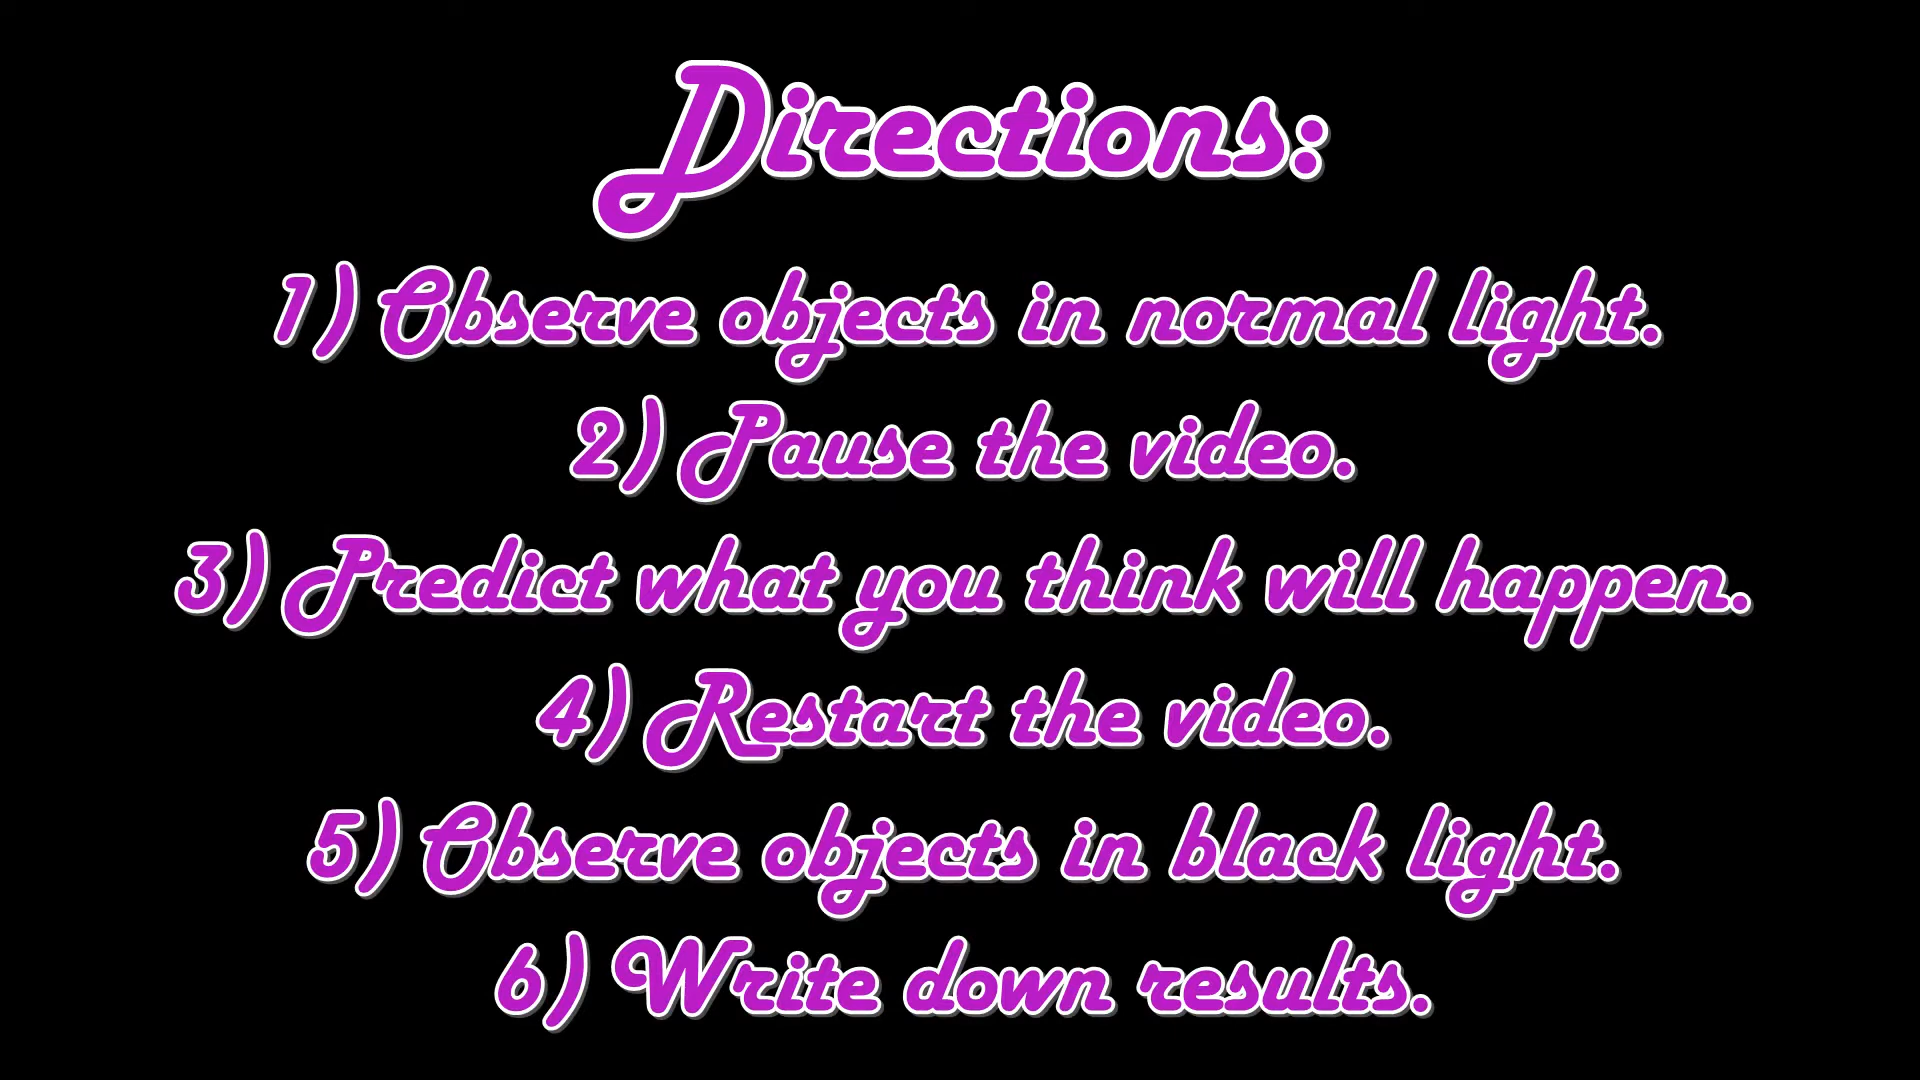 Directions:
1) Observe objects in normal light.
2) Pause the video.
3) Predict what you think will happen.
4) Restart the video.
5) Observe objects in black light.
6) Write down results.